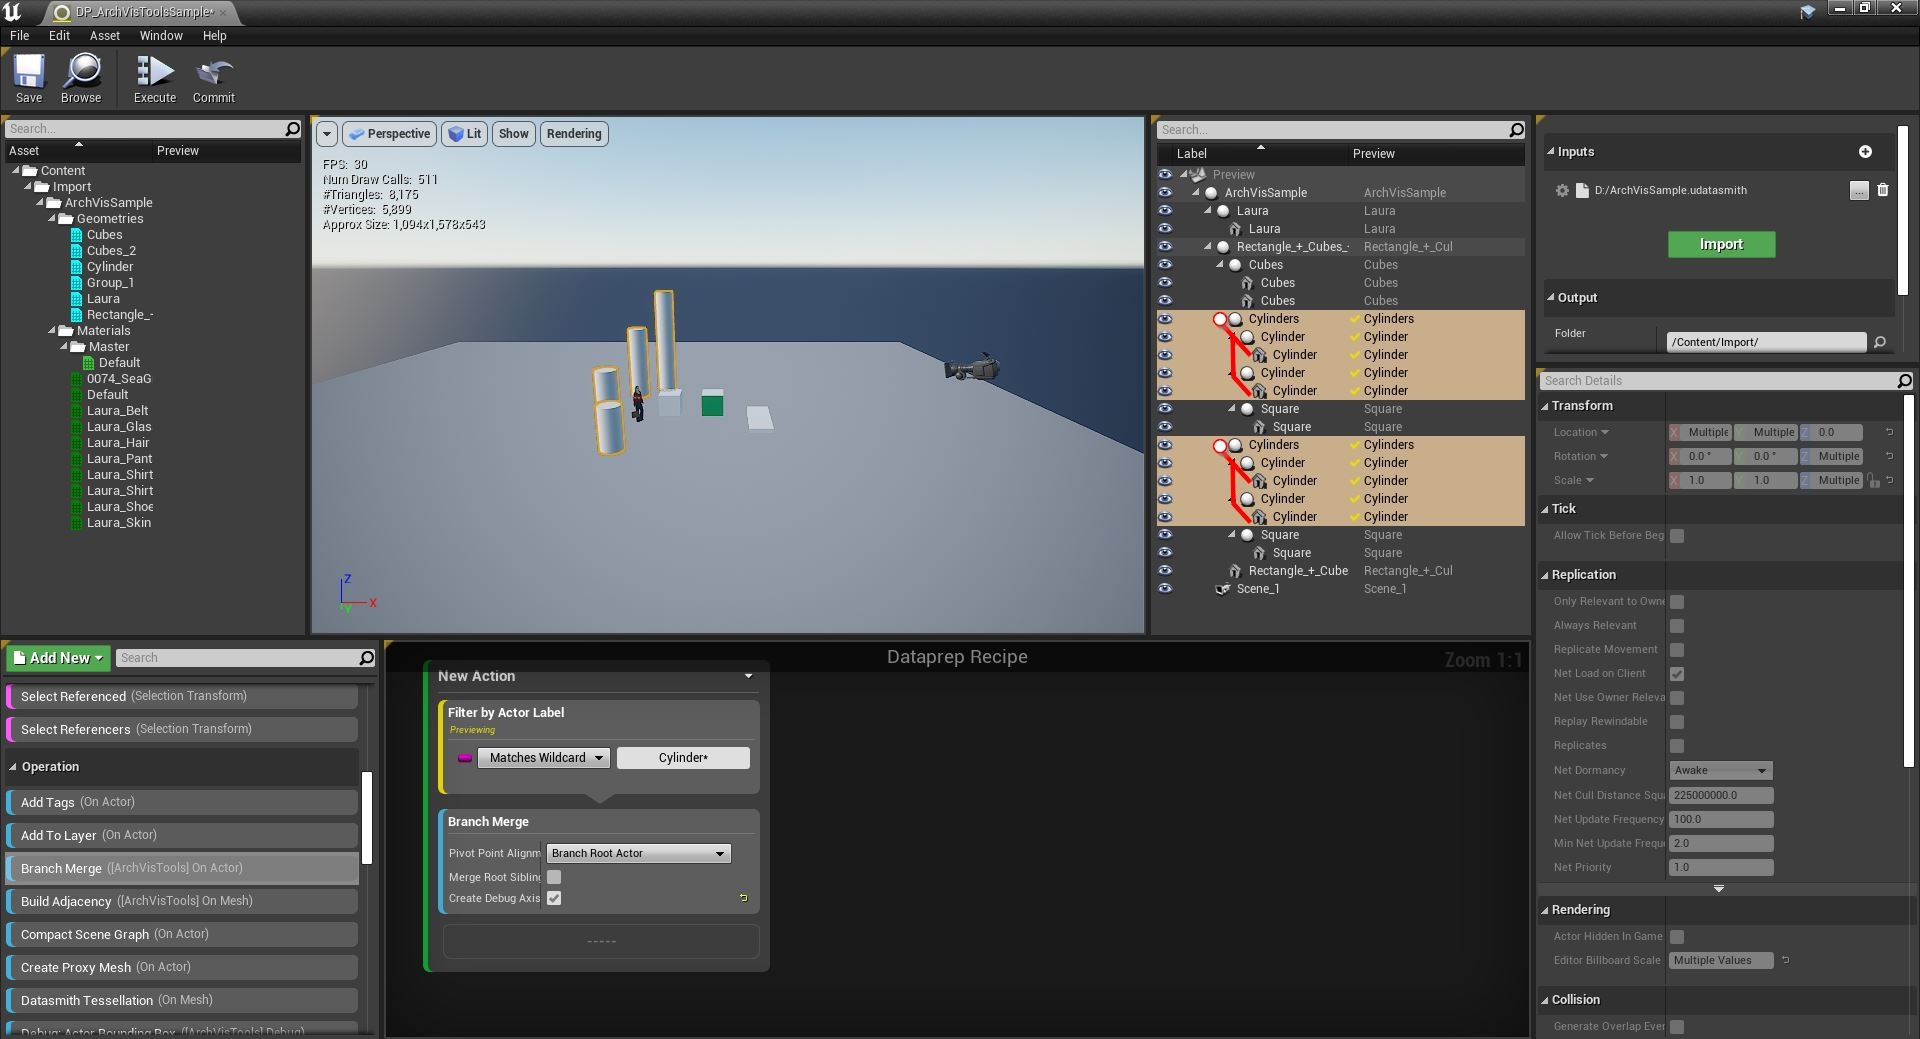 DP_ArchVisToolsSample*
File Edit Asset Window Help
Save Browse Execute Commit
Search...
Asset Preview
Content
Import
ArchVisSample
Geometries
Cubes
Cubes_2
Cylinder
Group_1
Laura
Rectangle_-
Materials
Master
Default
0074_SeaG
Default
Laura_Belt
Laura_Glas
Laura_Hair
Laura_Pant
Laura_Shirt
Laura_Shirt
Laura_Shoe
Laura_Skin
Perspective Lit Show Rendering
FPS: 30
Num Draw Calls: 511
#Triangles: 8,175
#Vertices: 5,899
Approx Size: 1,094x1,578x543
Z
X
Y
Search...
Label Preview
Preview
ArchVisSample ArchVisSample
Laura Laura
Laura Laura
Rectangle_+_Cubes_- Rectangle_+_Cul
Cubes Cubes
Cubes Cubes
Cubes Cubes
Cylinders Cylinders
Cylinder Cylinder
Cylinder Cylinder
Cylinder Cylinder
Cylinder Cylinder
Square Square
Square Square
Cylinders Cylinders
Cylinder Cylinder
Cylinder Cylinder
Cylinder Cylinder
Cylinder Cylinder
Square Square
Square Square
Rectangle_+_Cube Rectangle_+_Cul
Scene_1 Scene_1
Inputs
D:/ArchVisSample.udatasmith ...
Import
Output
Folder /Content/Import/
Search Details
Transform
Location X Multiple Y Multiple Z 0.0
Rotation X 0.0 ° Y 0.0 ° Z Multiple
Scale X 1.0 Y 1.0 Z Multiple
Tick
Allow Tick Before Beg
Replication
Only Relevant to Owne
Always Relevant
Replicate Movement
Net Load on Client
Net Use Owner Releva
Replay Rewindable
Replicates
Net Dormancy Awake
Net Cull Distance Squa 225000000.0
Net Update Frequency 100.0
Min Net Update Frequ 2.0
Net Priority 1.0
Rendering
Actor Hidden In Game
Editor Billboard Scale Multiple Values
Collision
Generate Overlap Ever
Add New Search
Select Referenced (Selection Transform)
Select Referencers (Selection Transform)
Operation
Add Tags (On Actor)
Add To Layer (On Actor)
Branch Merge ([ArchVisTools] On Actor)
Build Adjacency ([ArchVisTools] On Mesh)
Compact Scene Graph (On Actor)
Create Proxy Mesh (On Actor)
Datasmith Tessellation (On Mesh)
Debug: Actor Bounding Box ([ArchVisTools] Debug)
Dataprep Recipe
Zoom 1:1
New Action
Filter by Actor Label
Previewing
Matches Wildcard Cylinder*
Branch Merge
Pivot Point Alignm Branch Root Actor
Merge Root Sibling
Create Debug Axis
-----